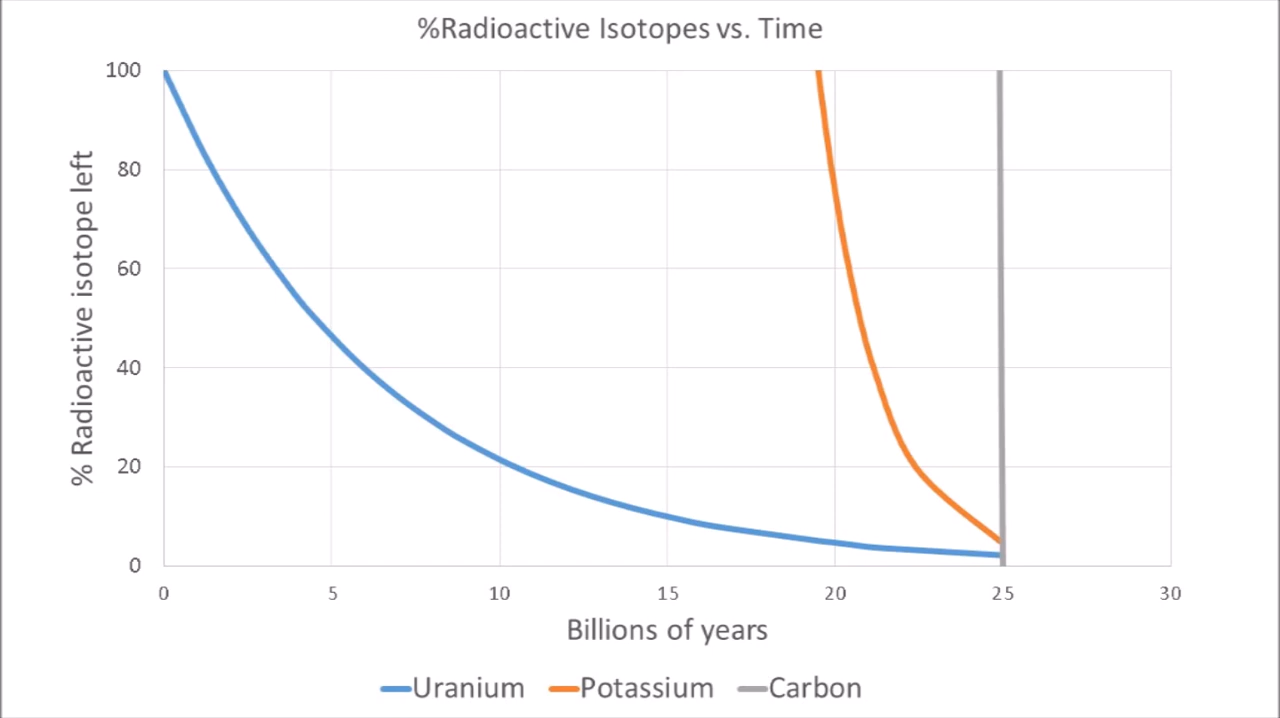 %Radioactive Isotopes vs. Time
% Radioactive isotope left
100
80
60
40
20
0
0 5 10 15 20 25 30
Billions of years
Uranium Potassium Carbon